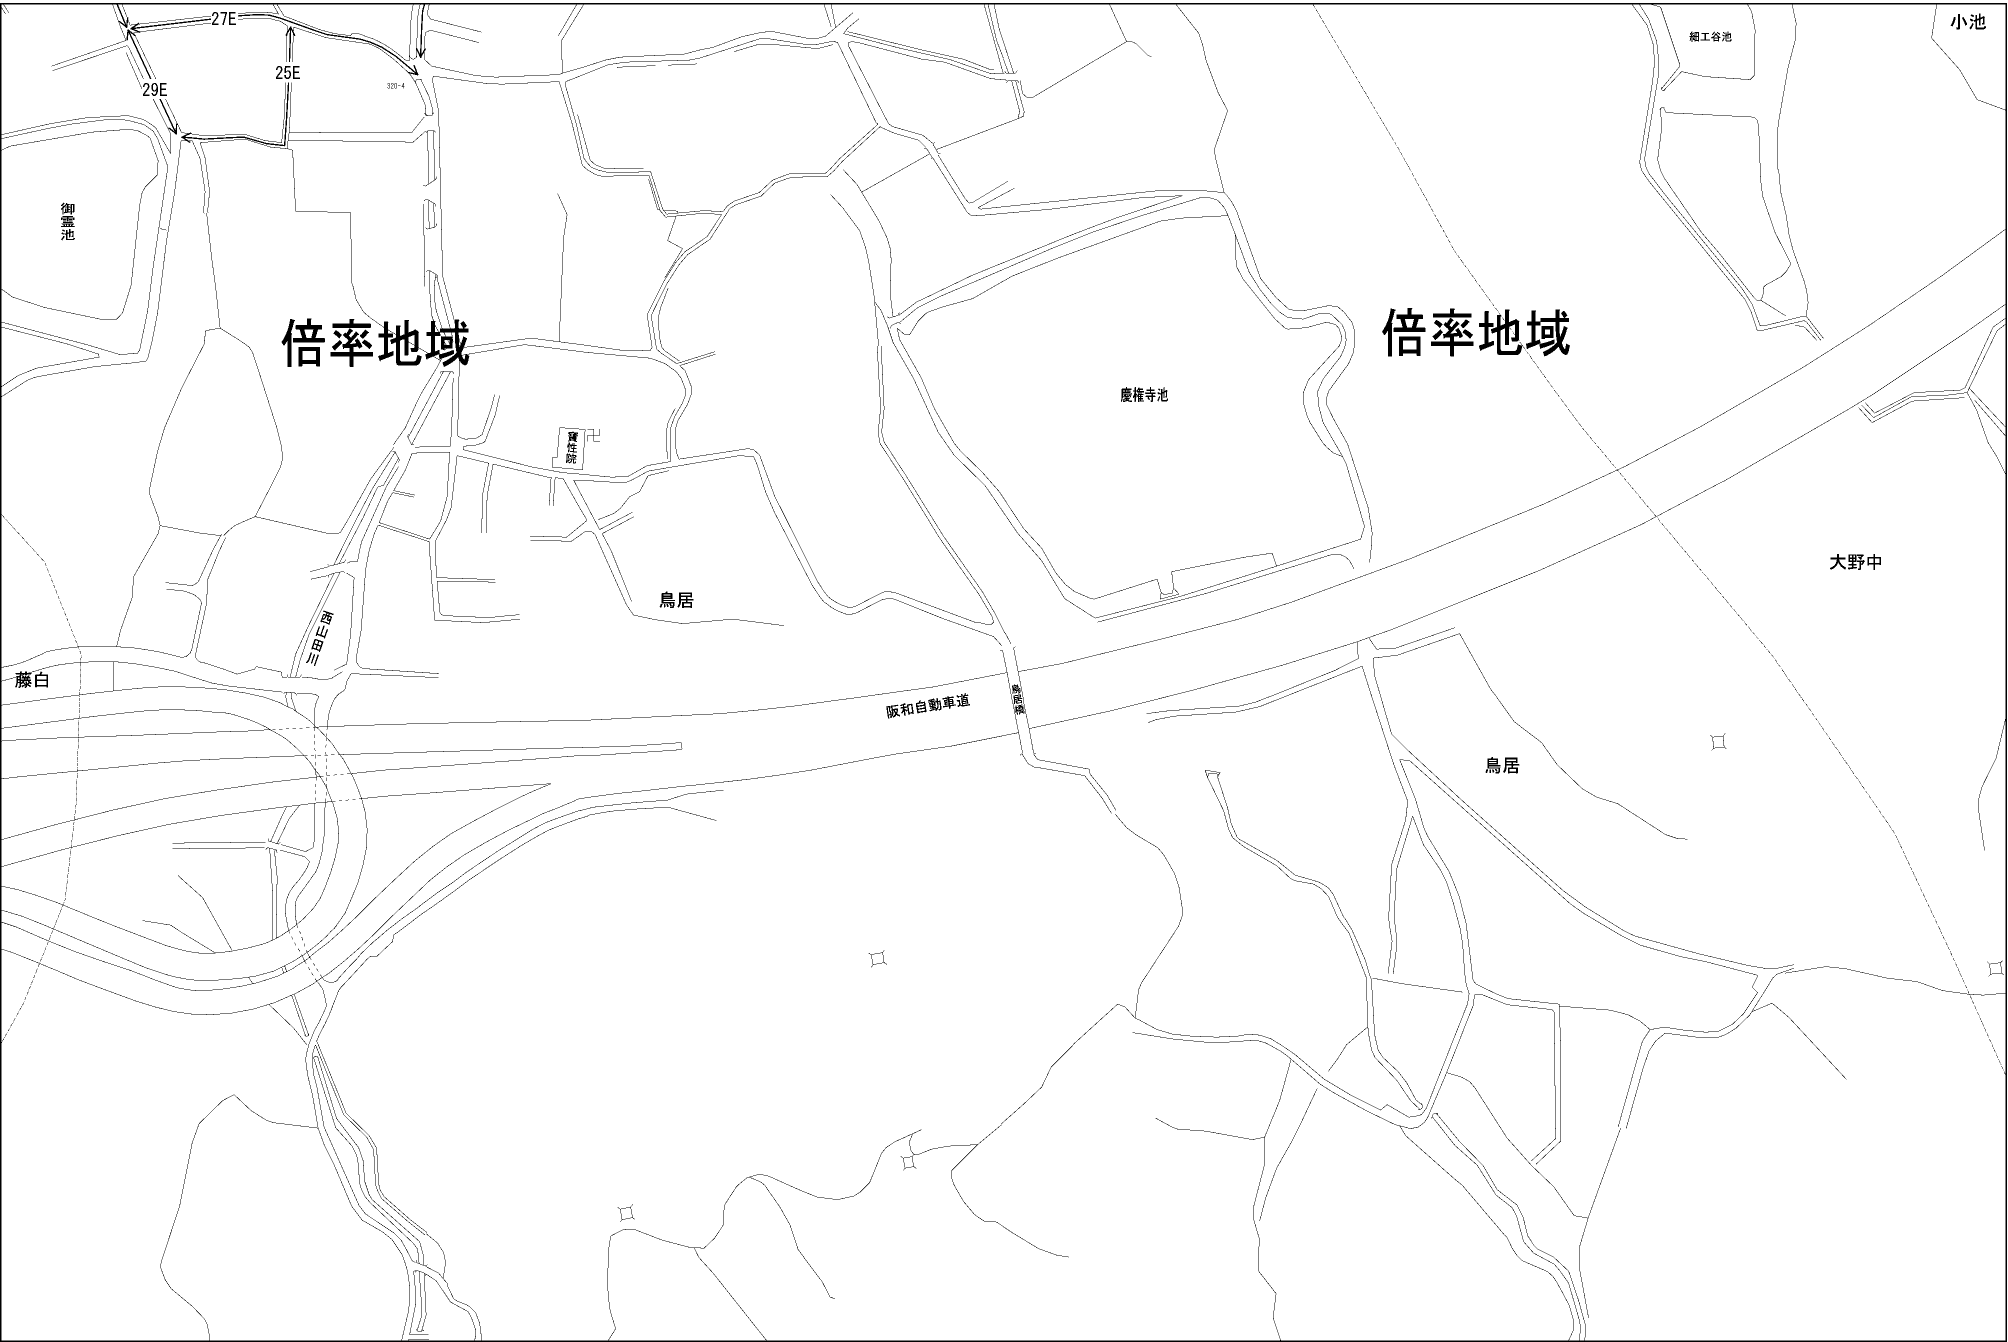 27E
小池
細工谷池
25E
320-4
29E
御霊池
倍率地域
倍率地域
慶権寺池
寶性院
大野中
鳥居
西山田川
藤白
鳥居橋
阪和自動車道
鳥居